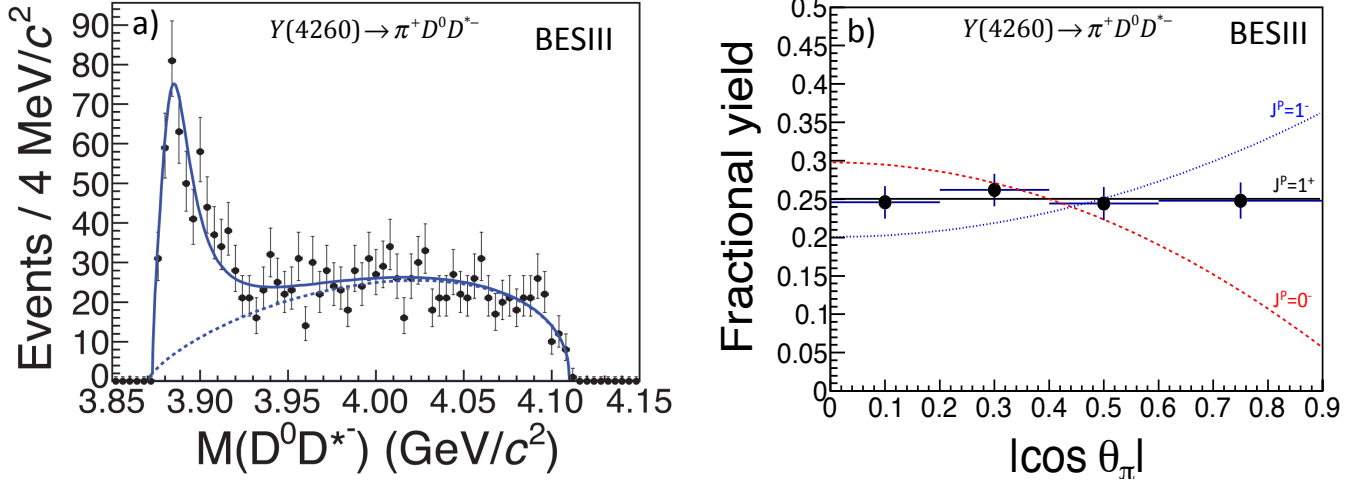 a)
Y(4260)→π⁺D⁰D*⁻
BESIII
Events / 4 MeV/c²
90
80
70
60
50
40
30
20
10
0
3.85 3.90 3.95 4.00 4.05 4.10 4.15
M(D⁰D*⁻) (GeV/c²)
b)
Y(4260)→π⁺D⁰D*⁻
BESIII
Fractional yield
0.5
0.45
0.4
0.35
0.3
0.25
0.2
0.25
0.1
0.05
0
Jᴾ=1⁻
Jᴾ=1⁺
Jᴾ=0⁻
0 0.1 0.2 0.3 0.4 0.5 0.6 0.7 0.8 0.9
|cos θπ|